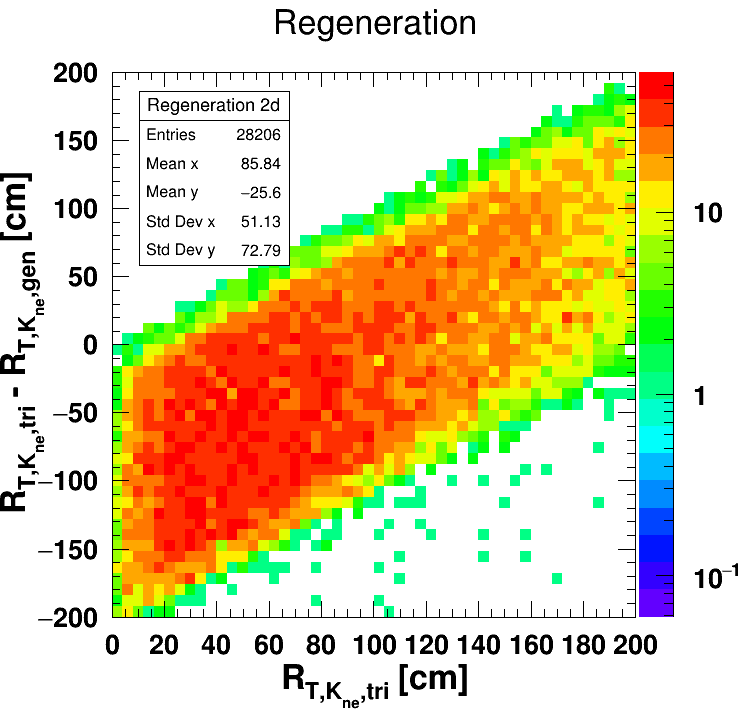 Regeneration
Regeneration 2d
Entries 28206
Mean x 85.84
Mean y −25.6
Std Dev x 51.13
Std Dev y 72.79
R_{T,K_{ne},tri} - R_{T,K_{ne},gen} [cm]
200
150
100
50
0
−50
−100
−150
−200
0 20 40 60 80 100 120 140 160 180 200
R_{T,K_{ne},tri} [cm]
10
1
10^{−1}